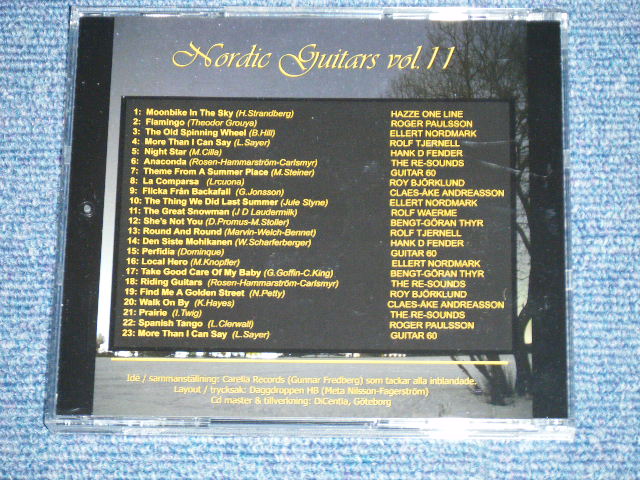 Nordic Guitars vol.11
1: Moonbike In The Sky (H.Strandberg) HAZZE ONE LINE
2: Flamingo (Theodor Grouya) ROGER PAULSSON
3: The Old Spinning Wheel (B.Hill) ELLERT NORDMARK
4: More Than I Can Say (L.Sayer) ROLF TJERNELL
5: Night Star (M.Cilla) HANK D FENDER
6: Anaconda (Rosen-Hammarström-Carlsmyr) THE RE-SOUNDS
7: Theme From A Summer Place (M.Steiner) GUITAR 60
8: La Comparsa (Lrcuona) ROY BJÖRKLUND
9: Flicka Från Backafall (G.Jonsson) CLAES-ÅKE ANDREASSON
10: The Thing We Did Last Summer (Jule Styne) ELLERT NORDMARK
11: The Great Snowman (J D Laudermilk) ROLF WAERME
12: She's Not You (D.Promus-M.Stoller) BENGT-GÖRAN THYR
13: Round And Round (Marvin-Welch-Bennet) ROLF TJERNELL
14: Den Siste Mohikanen (W.Scharferberger) HANK D FENDER
15: Perfidia (Dominique) GUITAR 60
16: Local Hero (M.Knopfler) ELLERT NORDMARK
17: Take Good Care Of My Baby (G.Goffin-C.King) BENGT-GÖRAN THYR
18: Riding Guitars (Rosen-Hammarström-Carlsmyr) THE RE-SOUNDS
19: Find Me A Golden Street (N.Petty) ROY BJÖRKLUND
20: Walk On By (K.Hayes) CLAES-ÅKE ANDREASSON
21: Prairie (I.Twig) THE RE-SOUNDS
22: Spanish Tango (L.Clerwall) ROGER PAULSSON
23: More Than I Can Say (L.Sayer) GUITAR 60
Idé / sammanställning: Carella Records (Gunnar Fredberg) som tackar alla inblandade.
Layout / trycksak: Daggdroppen HB (Meta Nilsson-Fagerström)
Cd master & tillverkning: DiCentia, Göteborg